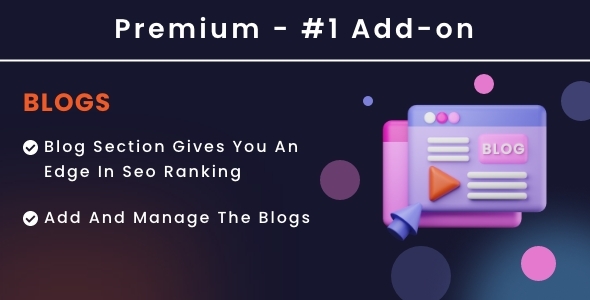 Premium - #1 Add-on
BLOGS
Blog Section Gives You An
Edge In Seo Ranking
Add And Manage The Blogs
BLOG